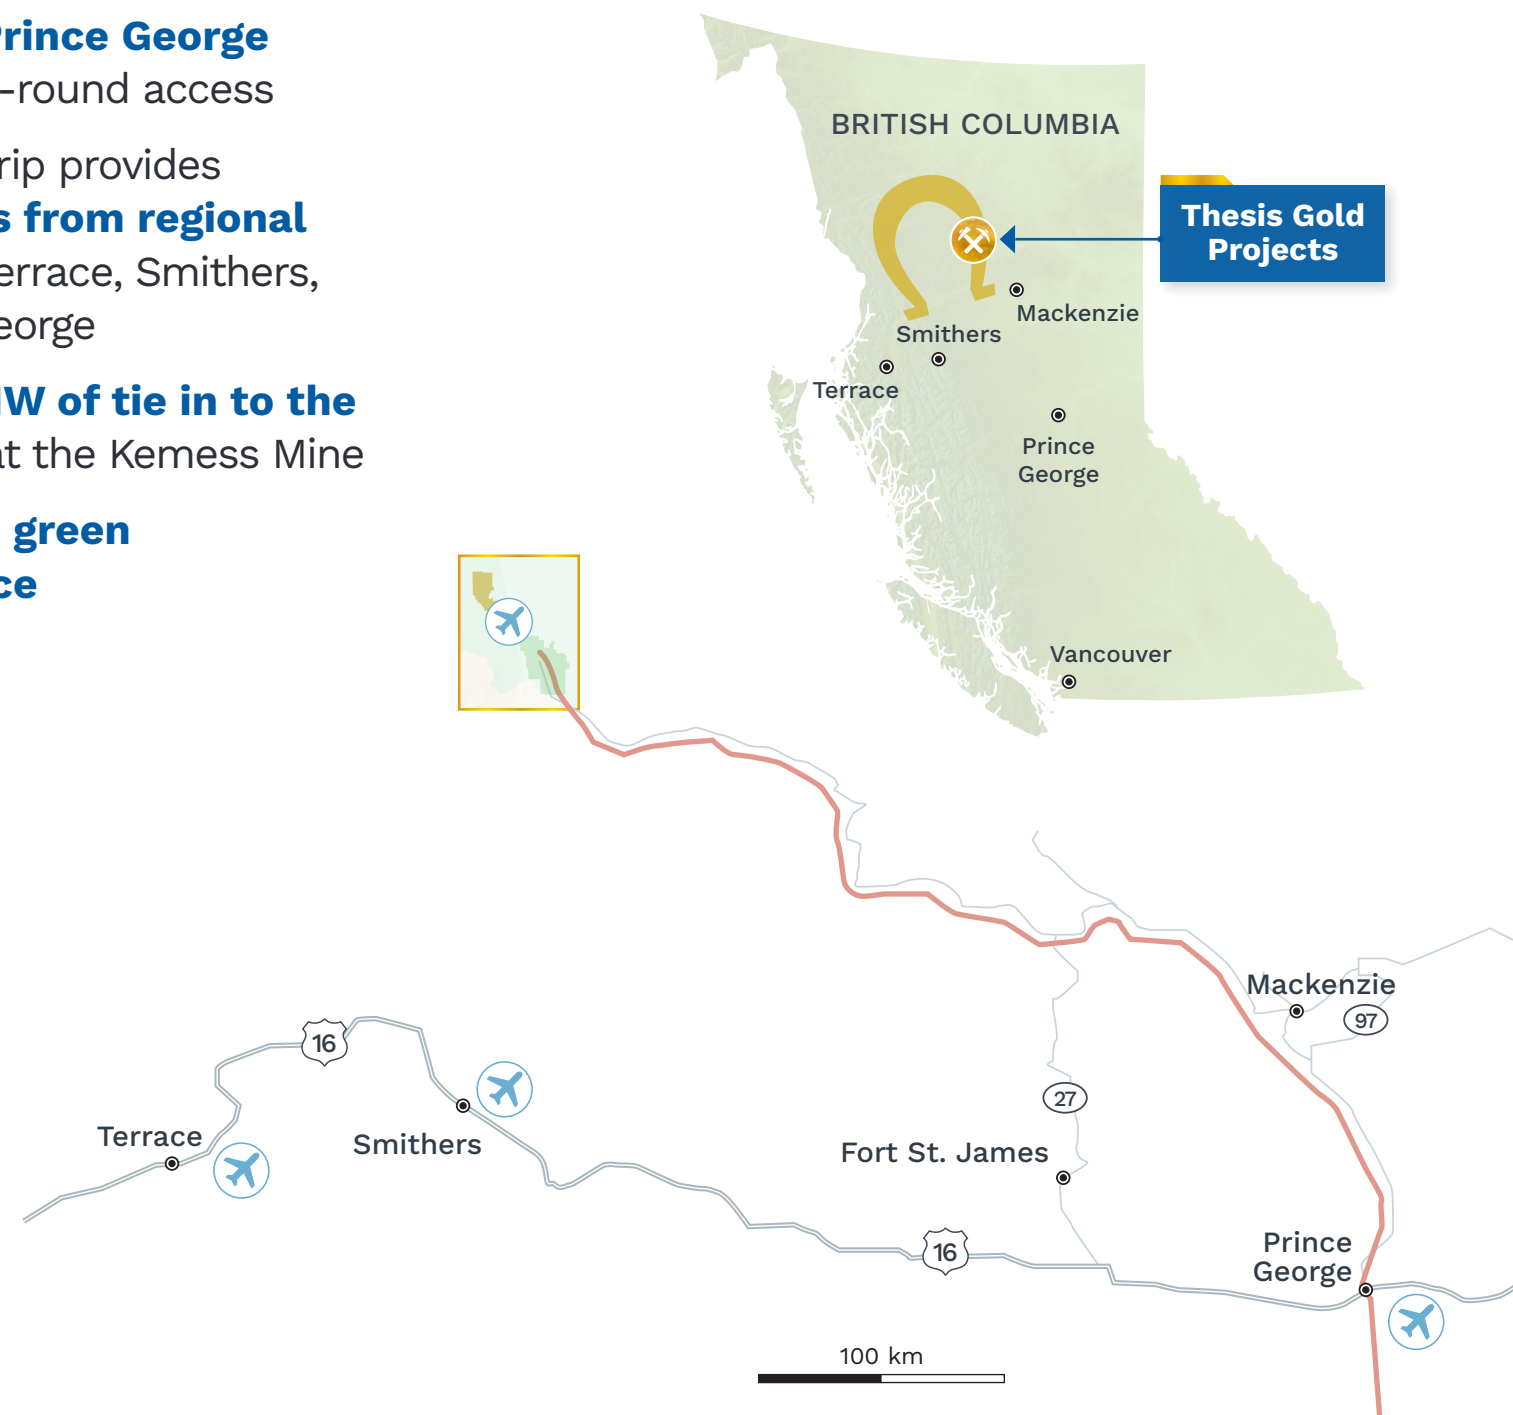 Prince George
-round access
rip provides
s from regional
errace, Smithers,
eorge
W of tie in to the
at the Kemess Mine
green
ce
BRITISH COLUMBIA
Thesis Gold
Projects
Mackenzie
Smithers
Terrace
Prince
George
Vancouver
Mackenzie
97
16
27
Terrace
Smithers
Fort St. James
16
Prince
George
100 km